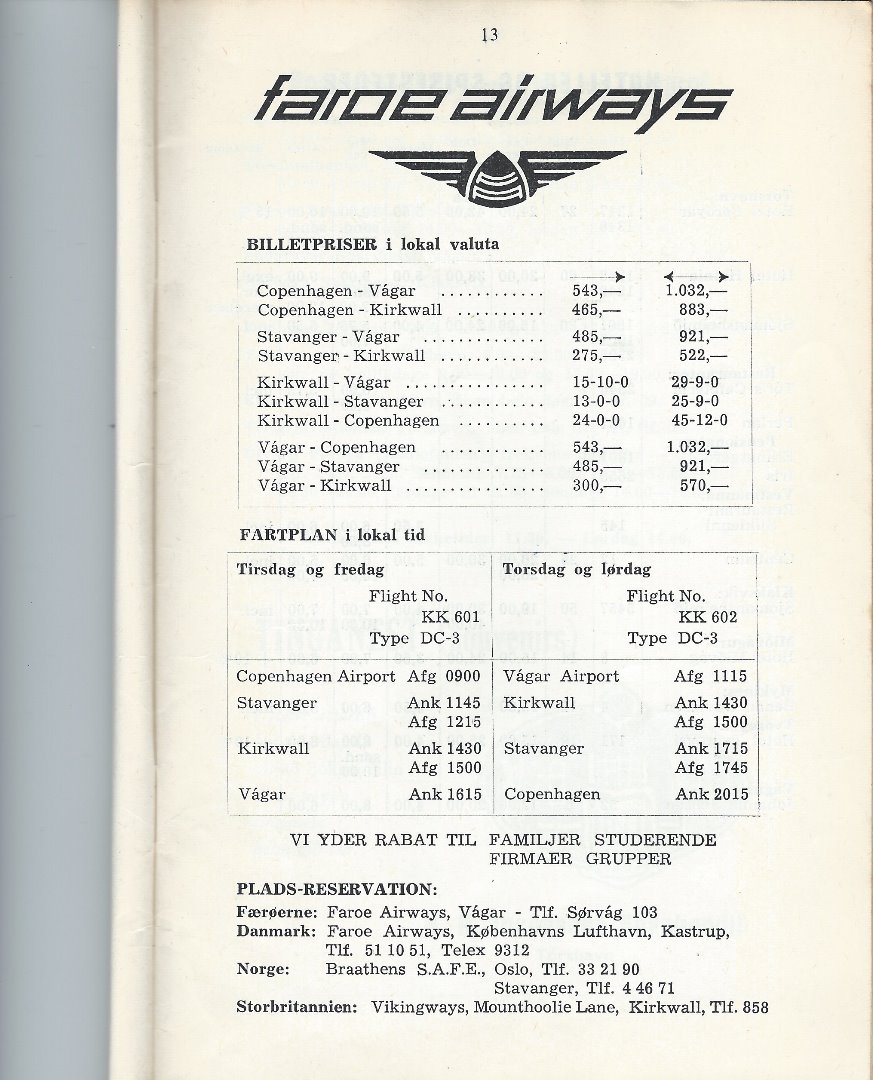 13
faroe airways
BILLETPRISER i lokal valuta
Copenhagen - Vágar ............ 543,— 1.032,—
Copenhagen - Kirkwall .......... 465,— 883,—
Stavanger - Vágar .............. 485,— 921,—
Stavanger - Kirkwall ............ 275,— 522,—
Kirkwall - Vágar ................ 15-10-0 29-9-0
Kirkwall - Stavanger ............ 13-0-0 25-9-0
Kirkwall - Copenhagen .......... 24-0-0 45-12-0
Vágar - Copenhagen ............ 543,— 1.032,—
Vágar - Stavanger .............. 485,— 921,—
Vágar - Kirkwall ................ 300,— 570,—
FARTPLAN i lokal tid
Tirsdag og fredag
Flight No.
KK 601
Type DC-3
Copenhagen Airport Afg 0900
Stavanger Ank 1145
Afg 1215
Kirkwall Ank 1430
Afg 1500
Vágar Ank 1615
Torsdag og lørdag
Flight No.
KK 602
Type DC-3
Vágar Airport Afg 1115
Kirkwall Ank 1430
Afg 1500
Stavanger Ank 1715
Afg 1745
Copenhagen Ank 2015
VI YDER RABAT TIL FAMILJER STUDERENDE
FIRMAER GRUPPER
PLADS-RESERVATION:
Færøerne: Faroe Airways, Vágar - Tlf. Sørvág 103
Danmark: Faroe Airways, Københavns Lufthavn, Kastrup,
Tlf. 51 10 51, Telex 9312
Norge: Braathens S.A.F.E., Oslo, Tlf. 33 21 90
Stavanger, Tlf. 4 46 71
Storbritannien: Vikingways, Mounthoolie Lane, Kirkwall, Tlf. 858